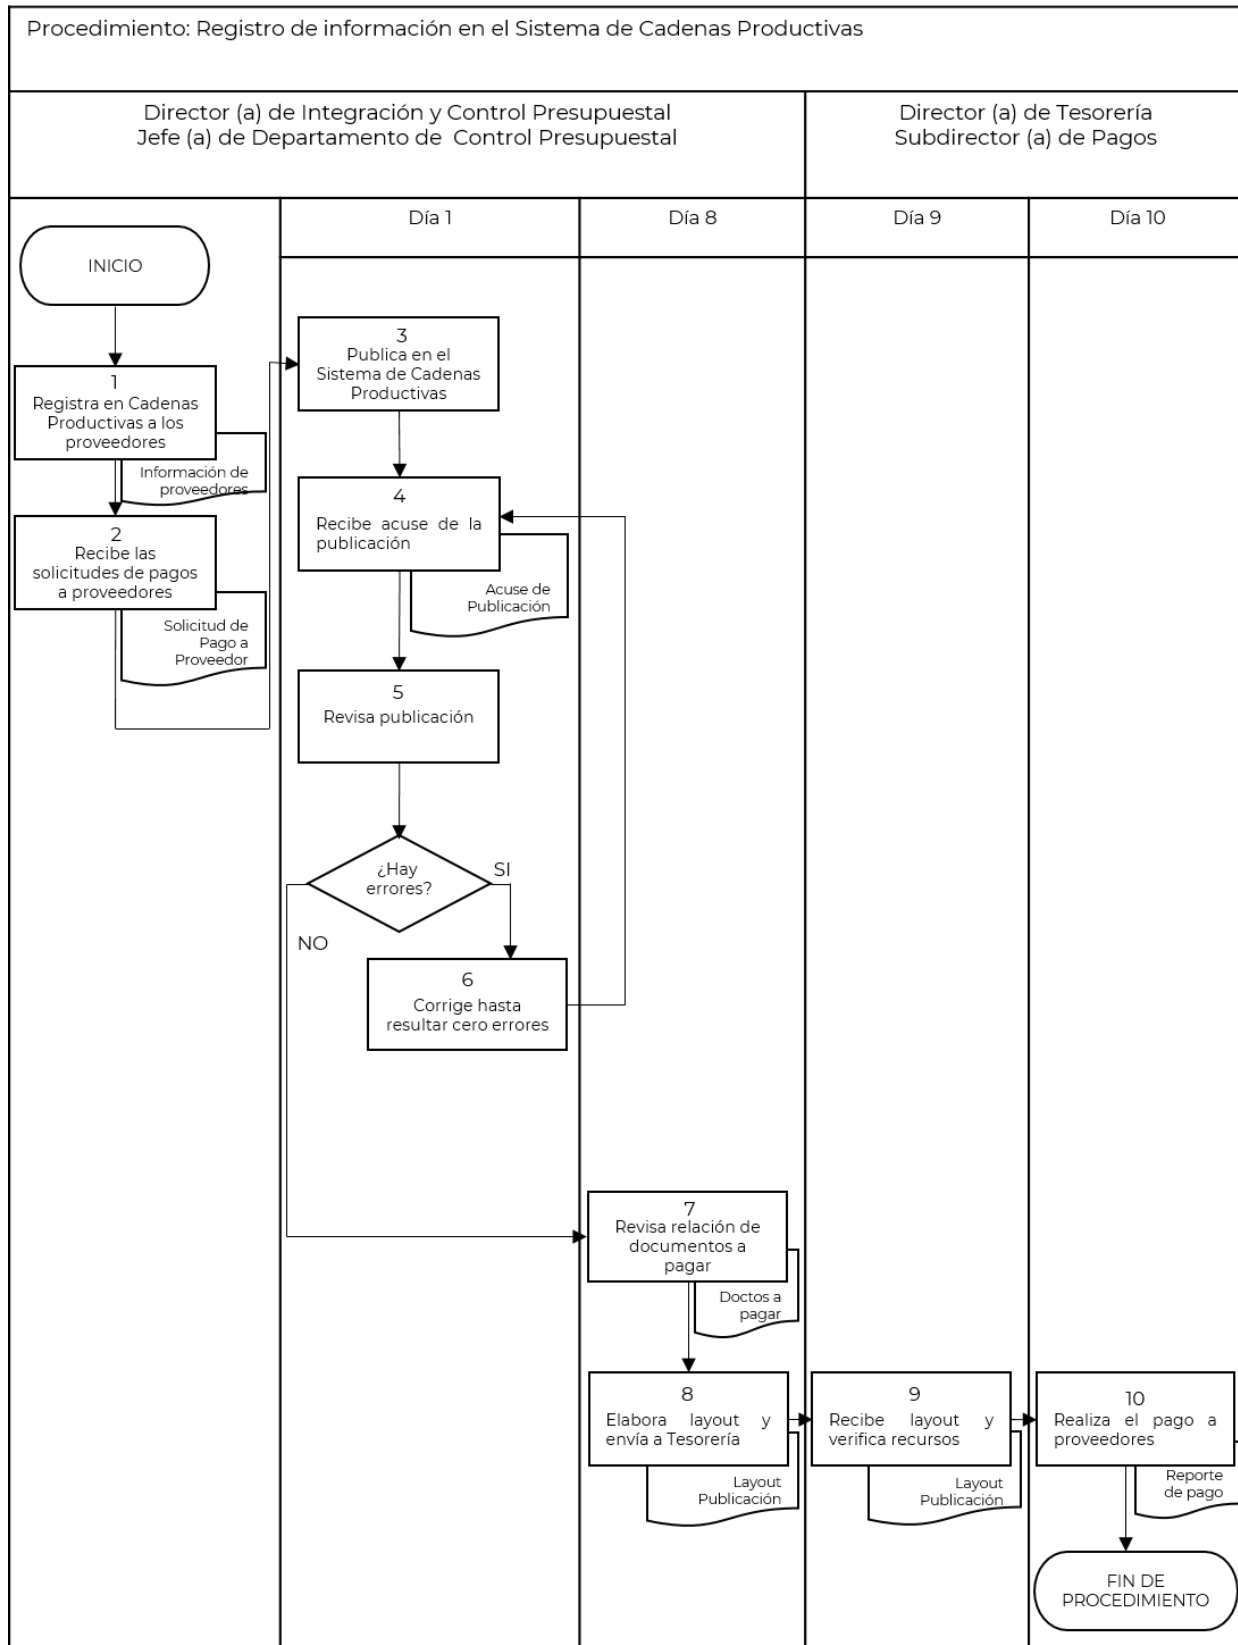 Procedimiento: Registro de información en el Sistema de Cadenas Productivas
Director (a) de Integración y Control Presupuestal
Jefe (a) de Departamento de Control Presupuestal
Director (a) de Tesorería
Subdirector (a) de Pagos
Día 1
Día 8
Día 9
Día 10
INICIO
1
Registra en Cadenas
Productivas a los
proveedores
Información de
proveedores
2
Recibe las
solicitudes de pagos
a proveedores
Solicitud de
Pago a
Proveedor
3
Publica en el
Sistema de Cadenas
Productivas
4
Recibe acuse de la
publicación
Acuse de
Publicación
5
Revisa publicación
¿Hay
errores?
SI
NO
6
Corrige hasta
resultar cero errores
7
Revisa relación de
documentos a
pagar
Doctos a
pagar
8
Elabora layout y
envía a Tesorería
Layout
Publicación
9
Recibe layout y
verifica recursos
Layout
Publicación
10
Realiza el pago a
proveedores
Reporte
de pago
FIN DE
PROCEDIMIENTO